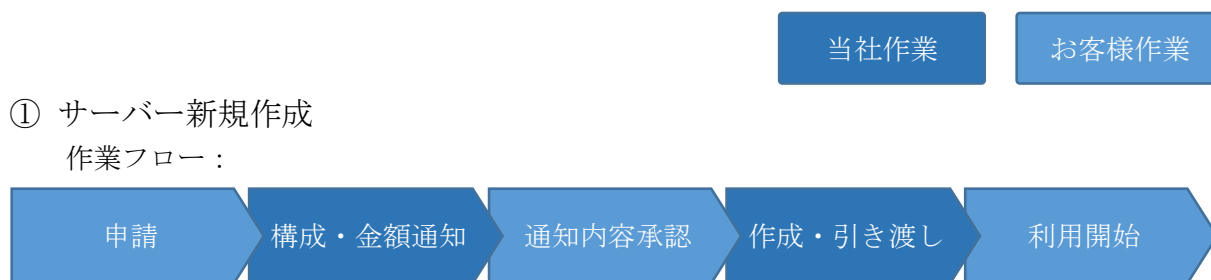 当社作業
お客様作業
① サーバー新規作成
作業フロー：
申請
構成・金額通知
通知内容承認
作成・引き渡し
利用開始